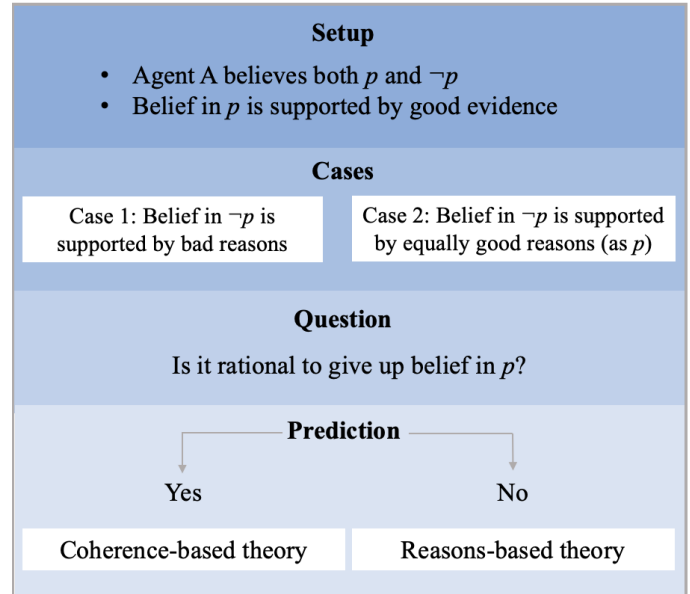 Setup
• Agent A believes both p and ¬p
• Belief in p is supported by good evidence
Cases
Case 1: Belief in ¬p is
supported by bad reasons
Case 2: Belief in ¬p is supported
by equally good reasons (as p)
Question
Is it rational to give up belief in p?
Prediction
Yes
No
Coherence-based theory
Reasons-based theory